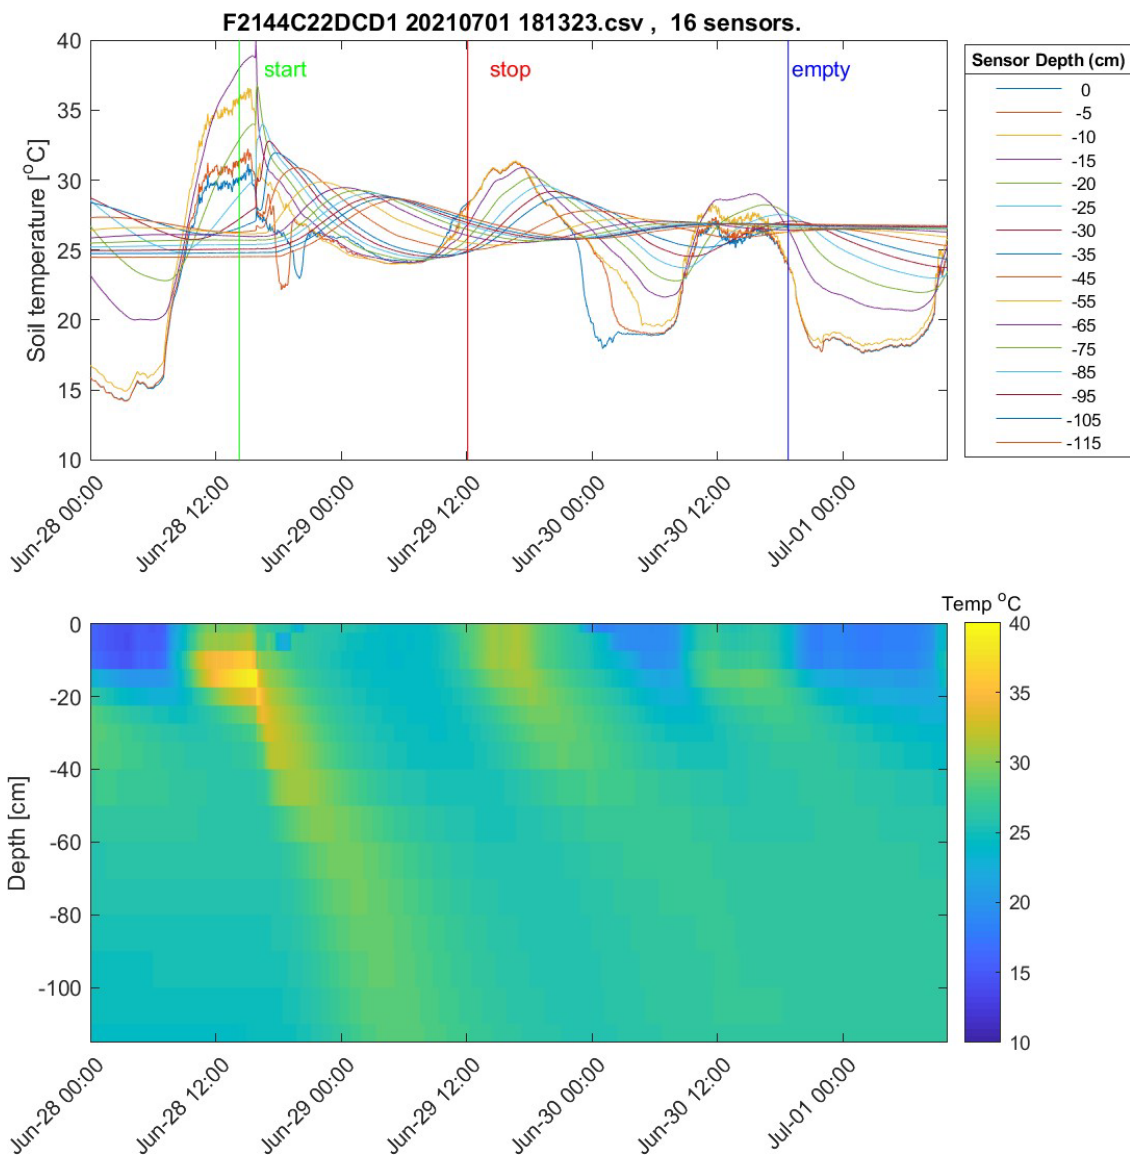 F2144C22DCD1 20210701 181323.csv , 16 sensors.
Soil temperature [°C]
40
35
30
25
20
15
10
start
stop
empty
Jun-28 00:00
Jun-28 12:00
Jun-29 00:00
Jun-29 12:00
Jun-30 00:00
Jun-30 12:00
Jul-01 00:00
Sensor Depth (cm)
0
-5
-10
-15
-20
-25
-30
-35
-45
-55
-65
-75
-85
-95
-105
-115
Depth [cm]
0
-20
-40
-60
-80
-100
Jun-28 00:00
Jun-28 12:00
Jun-29 00:00
Jun-29 12:00
Jun-30 00:00
Jun-30 12:00
Jul-01 00:00
Temp °C
40
35
30
25
20
15
10